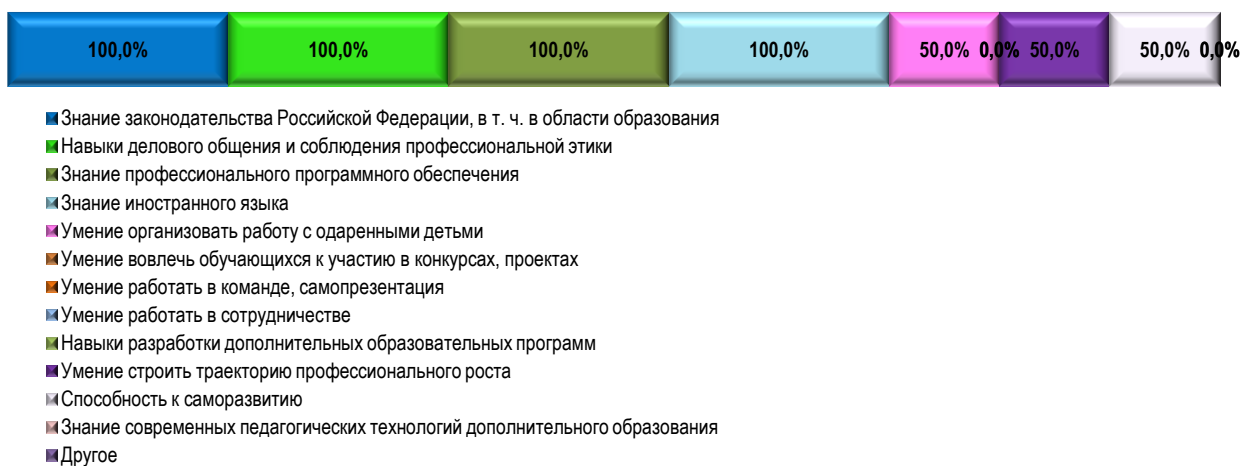 100,0% 100,0% 100,0% 100,0% 50,0% 0,0% 50,0% 50,0% 0,0%
Знание законодательства Российской Федерации, в т. ч. в области образования
Навыки делового общения и соблюдения профессиональной этики
Знание профессионального программного обеспечения
Знание иностранного языка
Умение организовать работу с одаренными детьми
Умение вовлечь обучающихся к участию в конкурсах, проектах
Умение работать в команде, самопрезентация
Умение работать в сотрудничестве
Навыки разработки дополнительных образовательных программ
Умение строить траекторию профессионального роста
Способность к саморазвитию
Знание современных педагогических технологий дополнительного образования
Другое